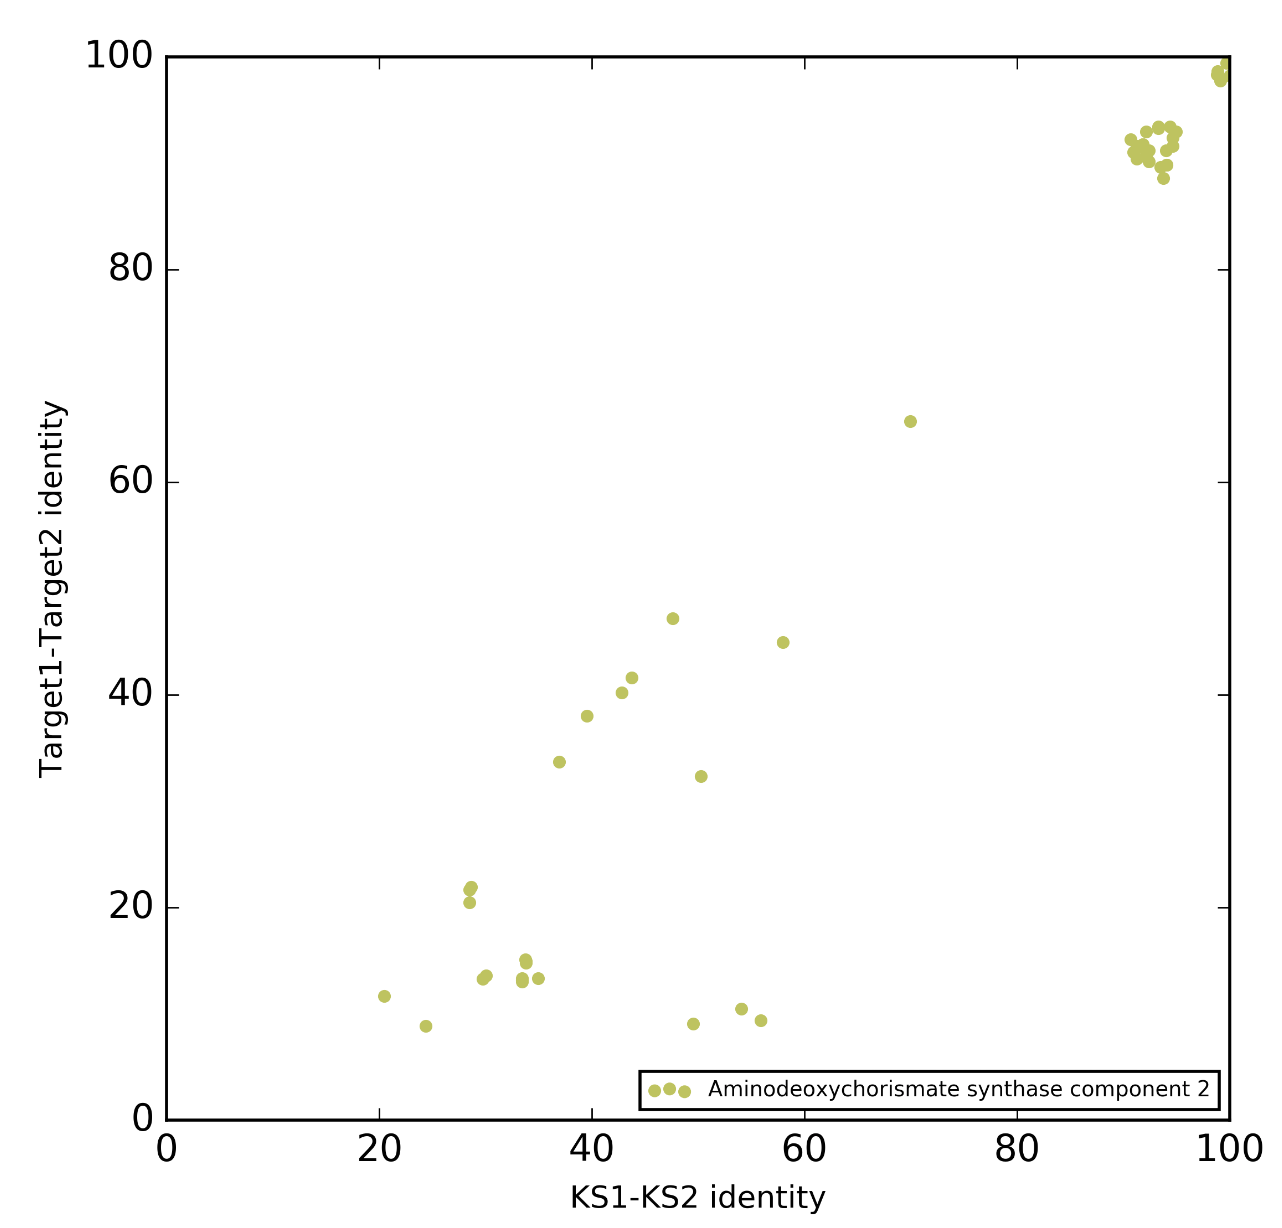 100
80
60
40
20
0
Target1-Target2 identity
Aminodeoxychorismate synthase component 2
0 20 40 60 80 100
KS1-KS2 identity